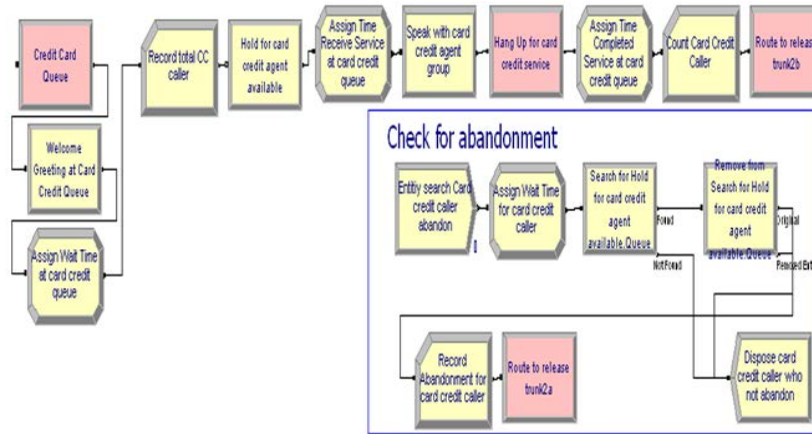 Credit Card
Queue
Welcome
Greeting at Card
Credit Queue
Assign Wait Time
at card credit
queue
Record total CC
caller
Hold for card
credit agent
available
Assign Time
Receive Service
at card credit
queue
Speak with card
credit agent
group
Hang Up for card
credit service
Assign Time
Completed
Service at card
credit queue
Count Card Credit
Caller
Route to release
trunk2b
Check for abandonment
Entitiy search Card
credit caller
abandon
0
Assign Wait Time
for card credit
caller
Search for Hold
for card credit
agent
available.Queue
Found
Not Found
Remove from
Search for Hold
for card credit
agent
available.Queue
Original
Removed Ent
Record
Abandonment for
card credit caller
Route to release
trunk2a
Dispose card
credit caller who
not abandon